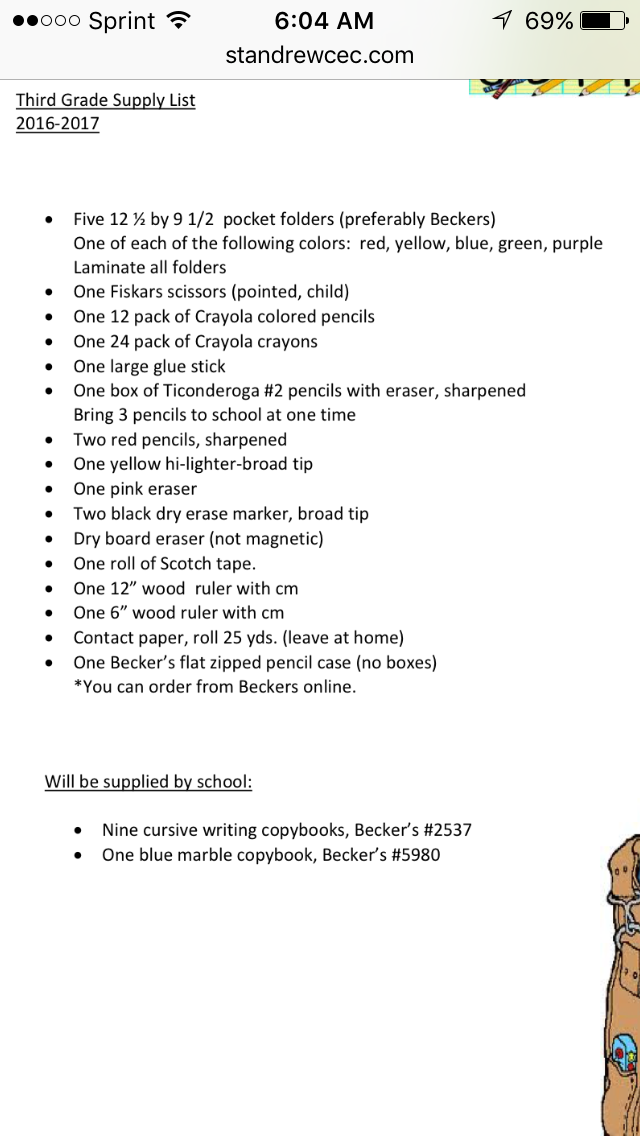 Sprint 6:04 AM 69%
standrewcec.com
Third Grade Supply List
2016-2017
• Five 12 ½ by 9 1/2  pocket folders (preferably Beckers)
One of each of the following colors:  red, yellow, blue, green, purple
Laminate all folders
• One Fiskars scissors (pointed, child)
• One 12 pack of Crayola colored pencils
• One 24 pack of Crayola crayons
• One large glue stick
• One box of Ticonderoga #2 pencils with eraser, sharpened
Bring 3 pencils to school at one time
• Two red pencils, sharpened
• One yellow hi-lighter-broad tip
• One pink eraser
• Two black dry erase marker, broad tip
• Dry board eraser (not magnetic)
• One roll of Scotch tape.
• One 12” wood  ruler with cm
• One 6” wood ruler with cm
• Contact paper, roll 25 yds. (leave at home)
• One Becker’s flat zipped pencil case (no boxes)
*You can order from Beckers online.
Will be supplied by school:
• Nine cursive writing copybooks, Becker’s #2537
• One blue marble copybook, Becker’s #5980